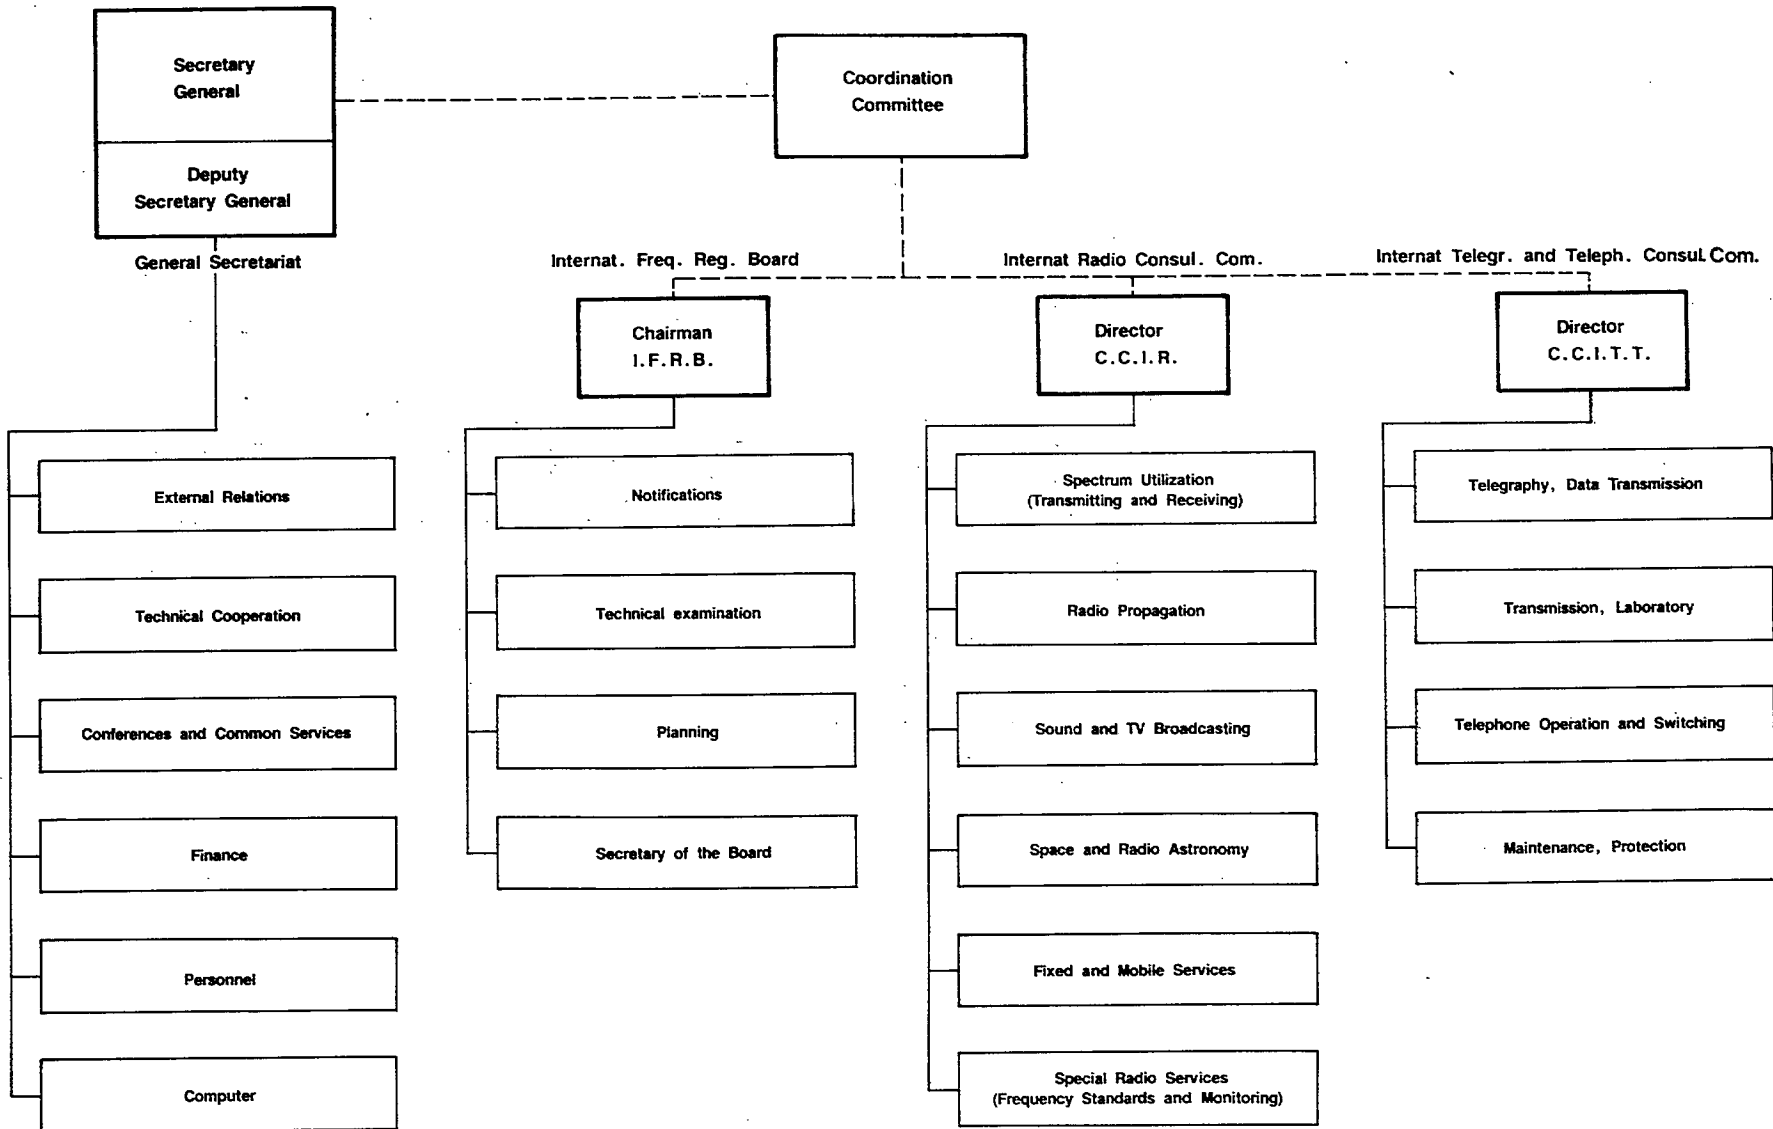 Secretary
General
Deputy
Secretary General
General Secretariat
Coordination
Committee
Internat. Freq. Reg. Board
Internat Radio Consul. Com.
Internat Telegr. and Teleph. Consul. Com.
Chairman
I.F.R.B.
Director
C.C.I.R.
Director
C.C.I.T.T.
External Relations
Technical Cooperation
Conferences and Common Services
Finance
Personnel
Computer
Notifications
Technical examination
Planning
Secretary of the Board
Spectrum Utilization
(Transmitting and Receiving)
Radio Propagation
Sound and TV Broadcasting
Space and Radio Astronomy
Fixed and Mobile Services
Special Radio Services
(Frequency Standards and Monitoring)
Telegraphy, Data Transmission
Transmission, Laboratory
Telephone Operation and Switching
Maintenance, Protection